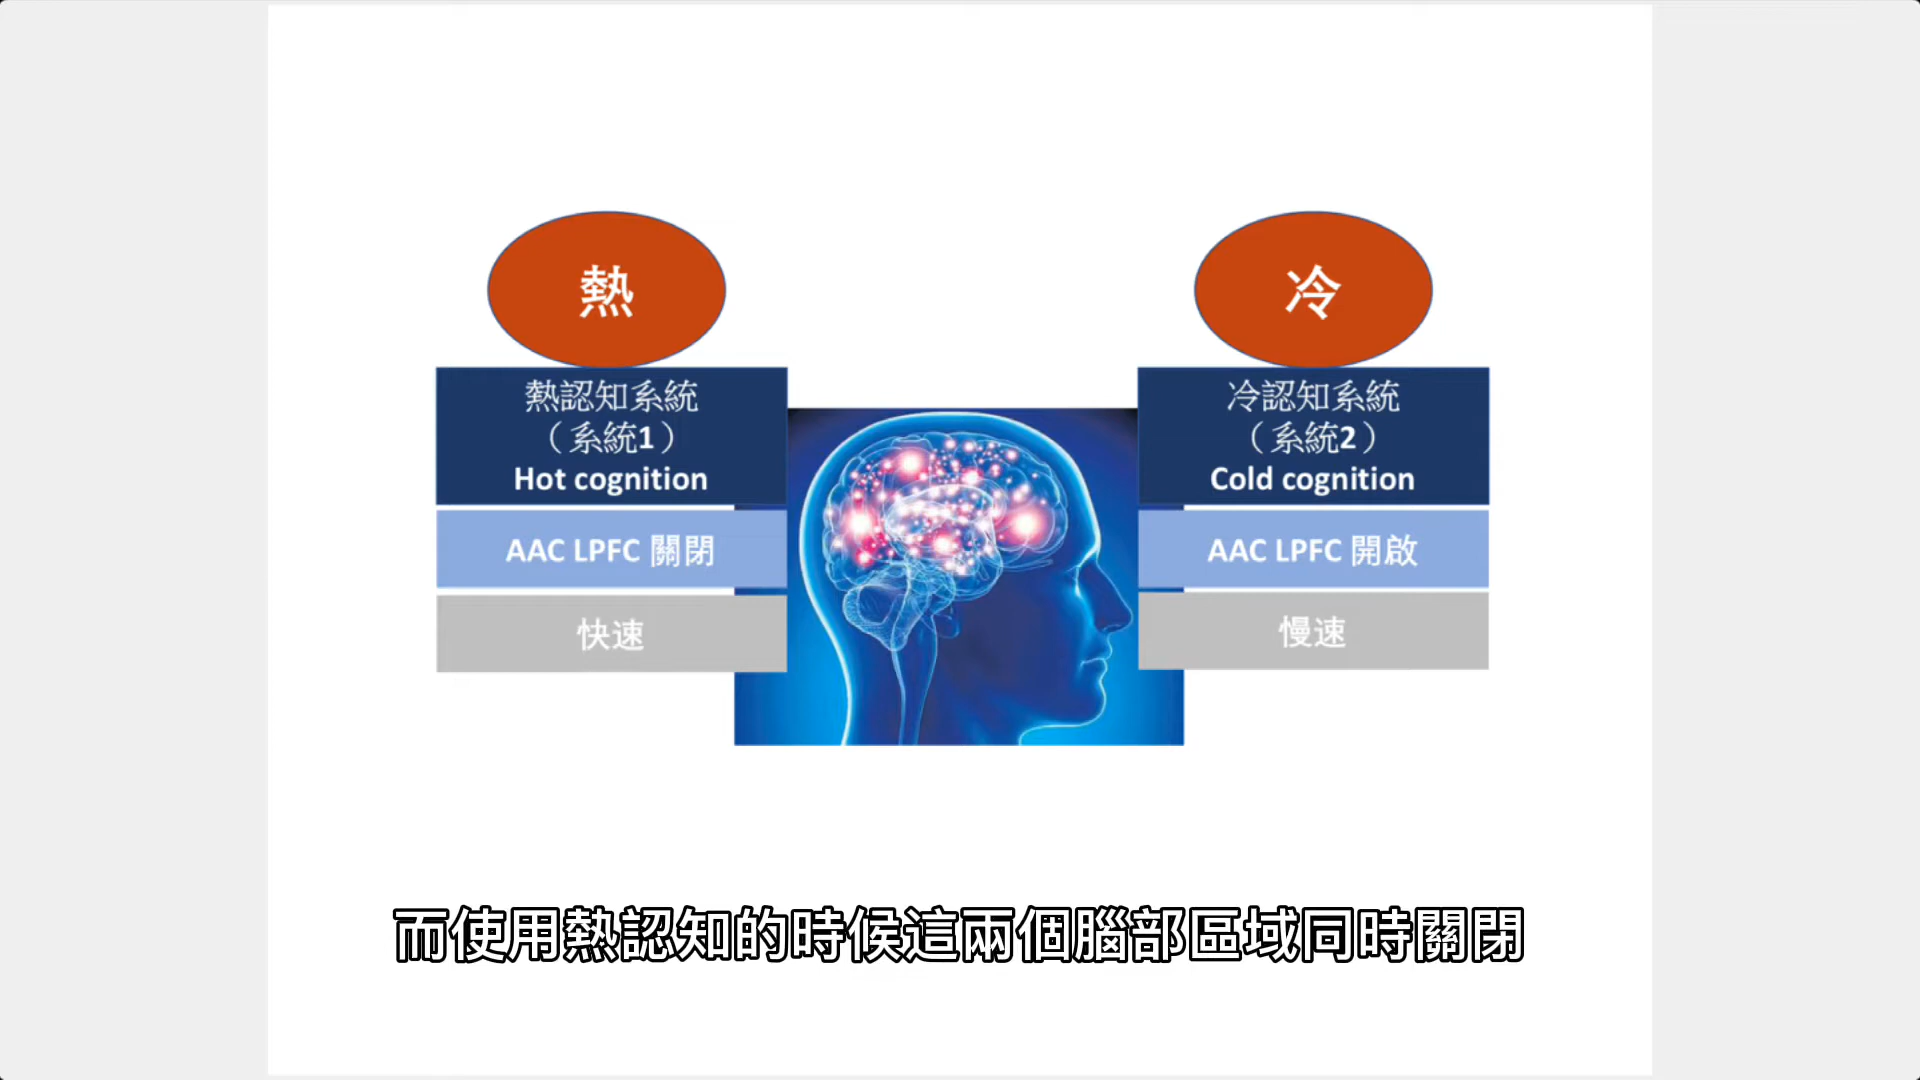 熱
熱認知系統
（系統1）
Hot cognition
AAC LPFC 關閉
快速
冷
冷認知系統
（系統2）
Cold cognition
AAC LPFC 開啟
慢速
而使用熱認知的時候這兩個腦部區域同時關閉